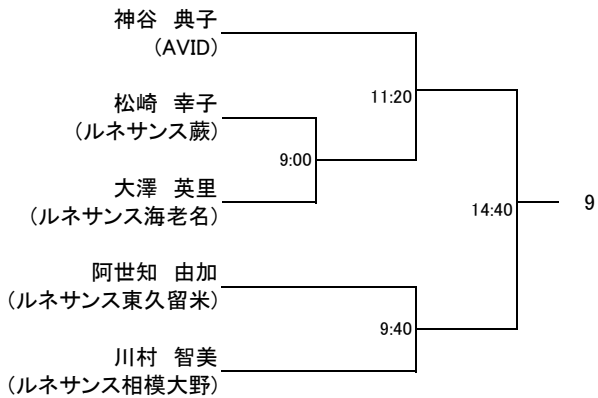 神谷　典子
(AVID)
11:20
松崎　幸子
(ルネサンス蕨)
9:00
大澤　英里
(ルネサンス海老名)
14:40
9
阿世知　由加
(ルネサンス東久留米)
9:40
川村　智美
(ルネサンス相模大野)